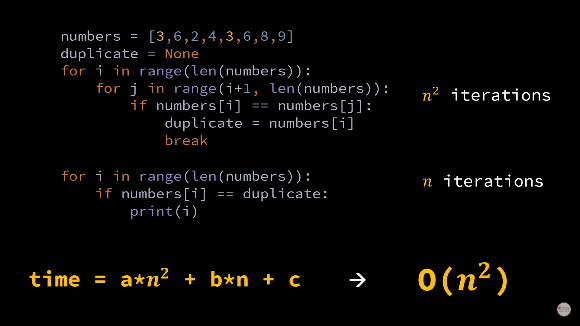 numbers = [3,6,2,4,3,6,8,9]
duplicate = None
for i in range(len(numbers)):
    for j in range(i+1, len(numbers)):
        if numbers[i] == numbers[j]:
            duplicate = numbers[i]
            break
n² iterations
for i in range(len(numbers)):
    if numbers[i] == duplicate:
        print(i)
n iterations
time = a*n² + b*n + c → O(n²)